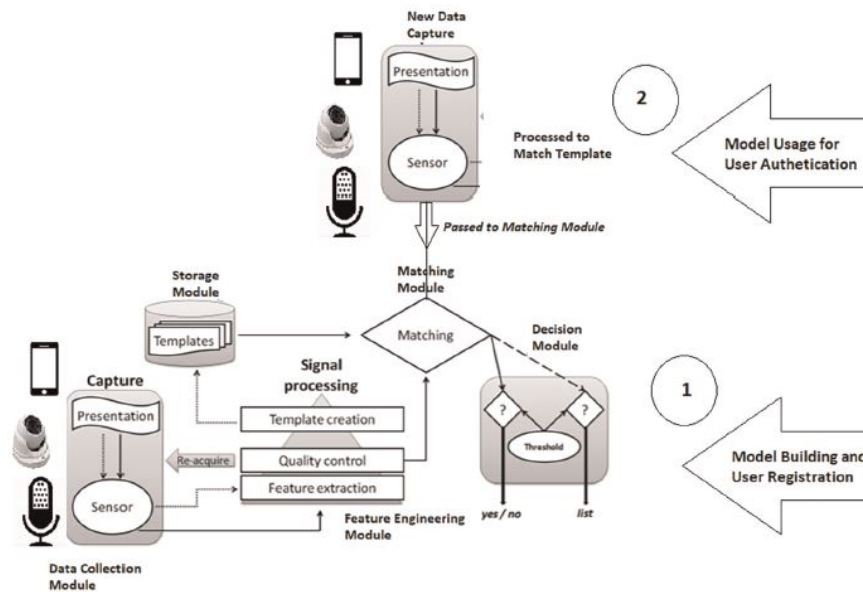 New Data
Capture
Presentation
Sensor
Processed to
Match Template
2
Model Usage for
User Authetication
Passed to Matching Module
Storage
Module
Templates
Matching
Module
Matching
Decision
Module
?
?
Threshold
yes / no
list
1
Model Building and
User Registration
Capture
Presentation
Sensor
Data Collection
Module
Signal
processing
Template creation
Re-acquire
Quality control
Feature extraction
Feature Engineering
Module